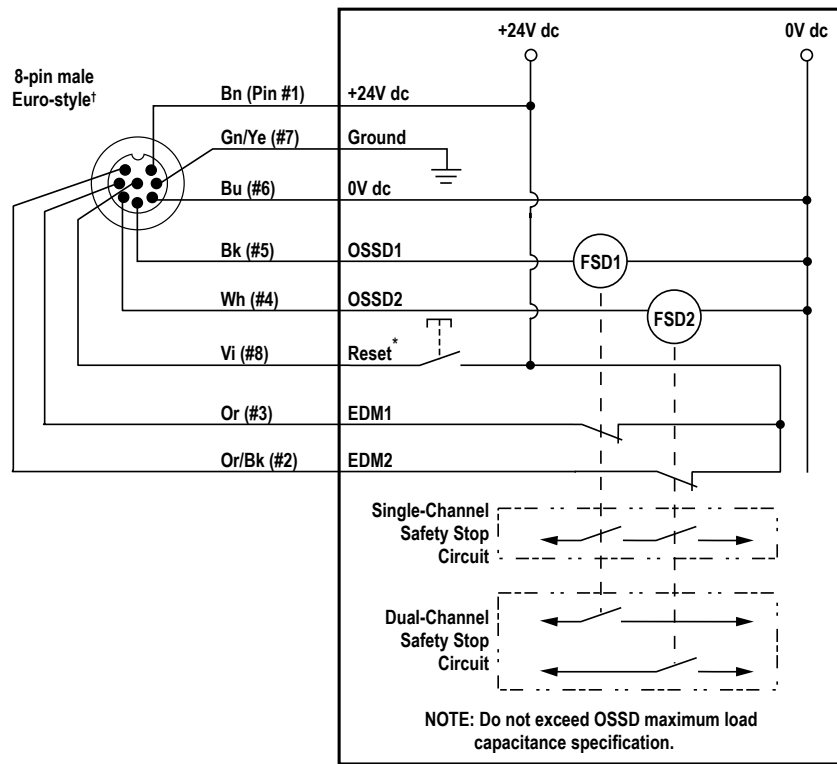 +24V dc
0V dc
8-pin male
Euro-style†
Bn (Pin #1)
+24V dc
Gn/Ye (#7)
Ground
Bu (#6)
0V dc
Bk (#5)
OSSD1
FSD1
Wh (#4)
OSSD2
FSD2
Vi (#8)
Reset*
Or (#3)
EDM1
Or/Bk (#2)
EDM2
Single-Channel
Safety Stop
Circuit
Dual-Channel
Safety Stop
Circuit
NOTE: Do not exceed OSSD maximum load
capacitance specification.